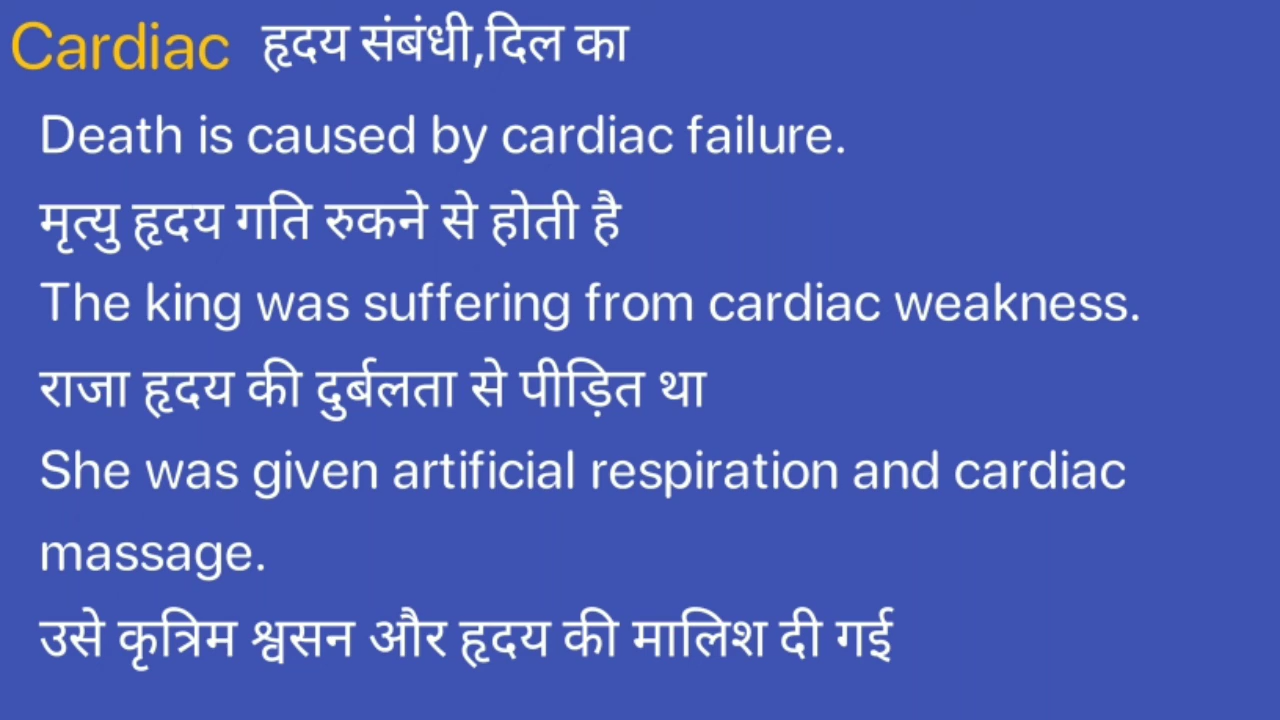 Cardiac हृदय संबंधी,दिल का
Death is caused by cardiac failure.
मृत्यु हृदय गति रुकने से होती है
The king was suffering from cardiac weakness.
राजा हृदय की दुर्बलता से पीड़ित था
She was given artificial respiration and cardiac
massage.
उसे कृत्रिम श्वसन और हृदय की मालिश दी गई